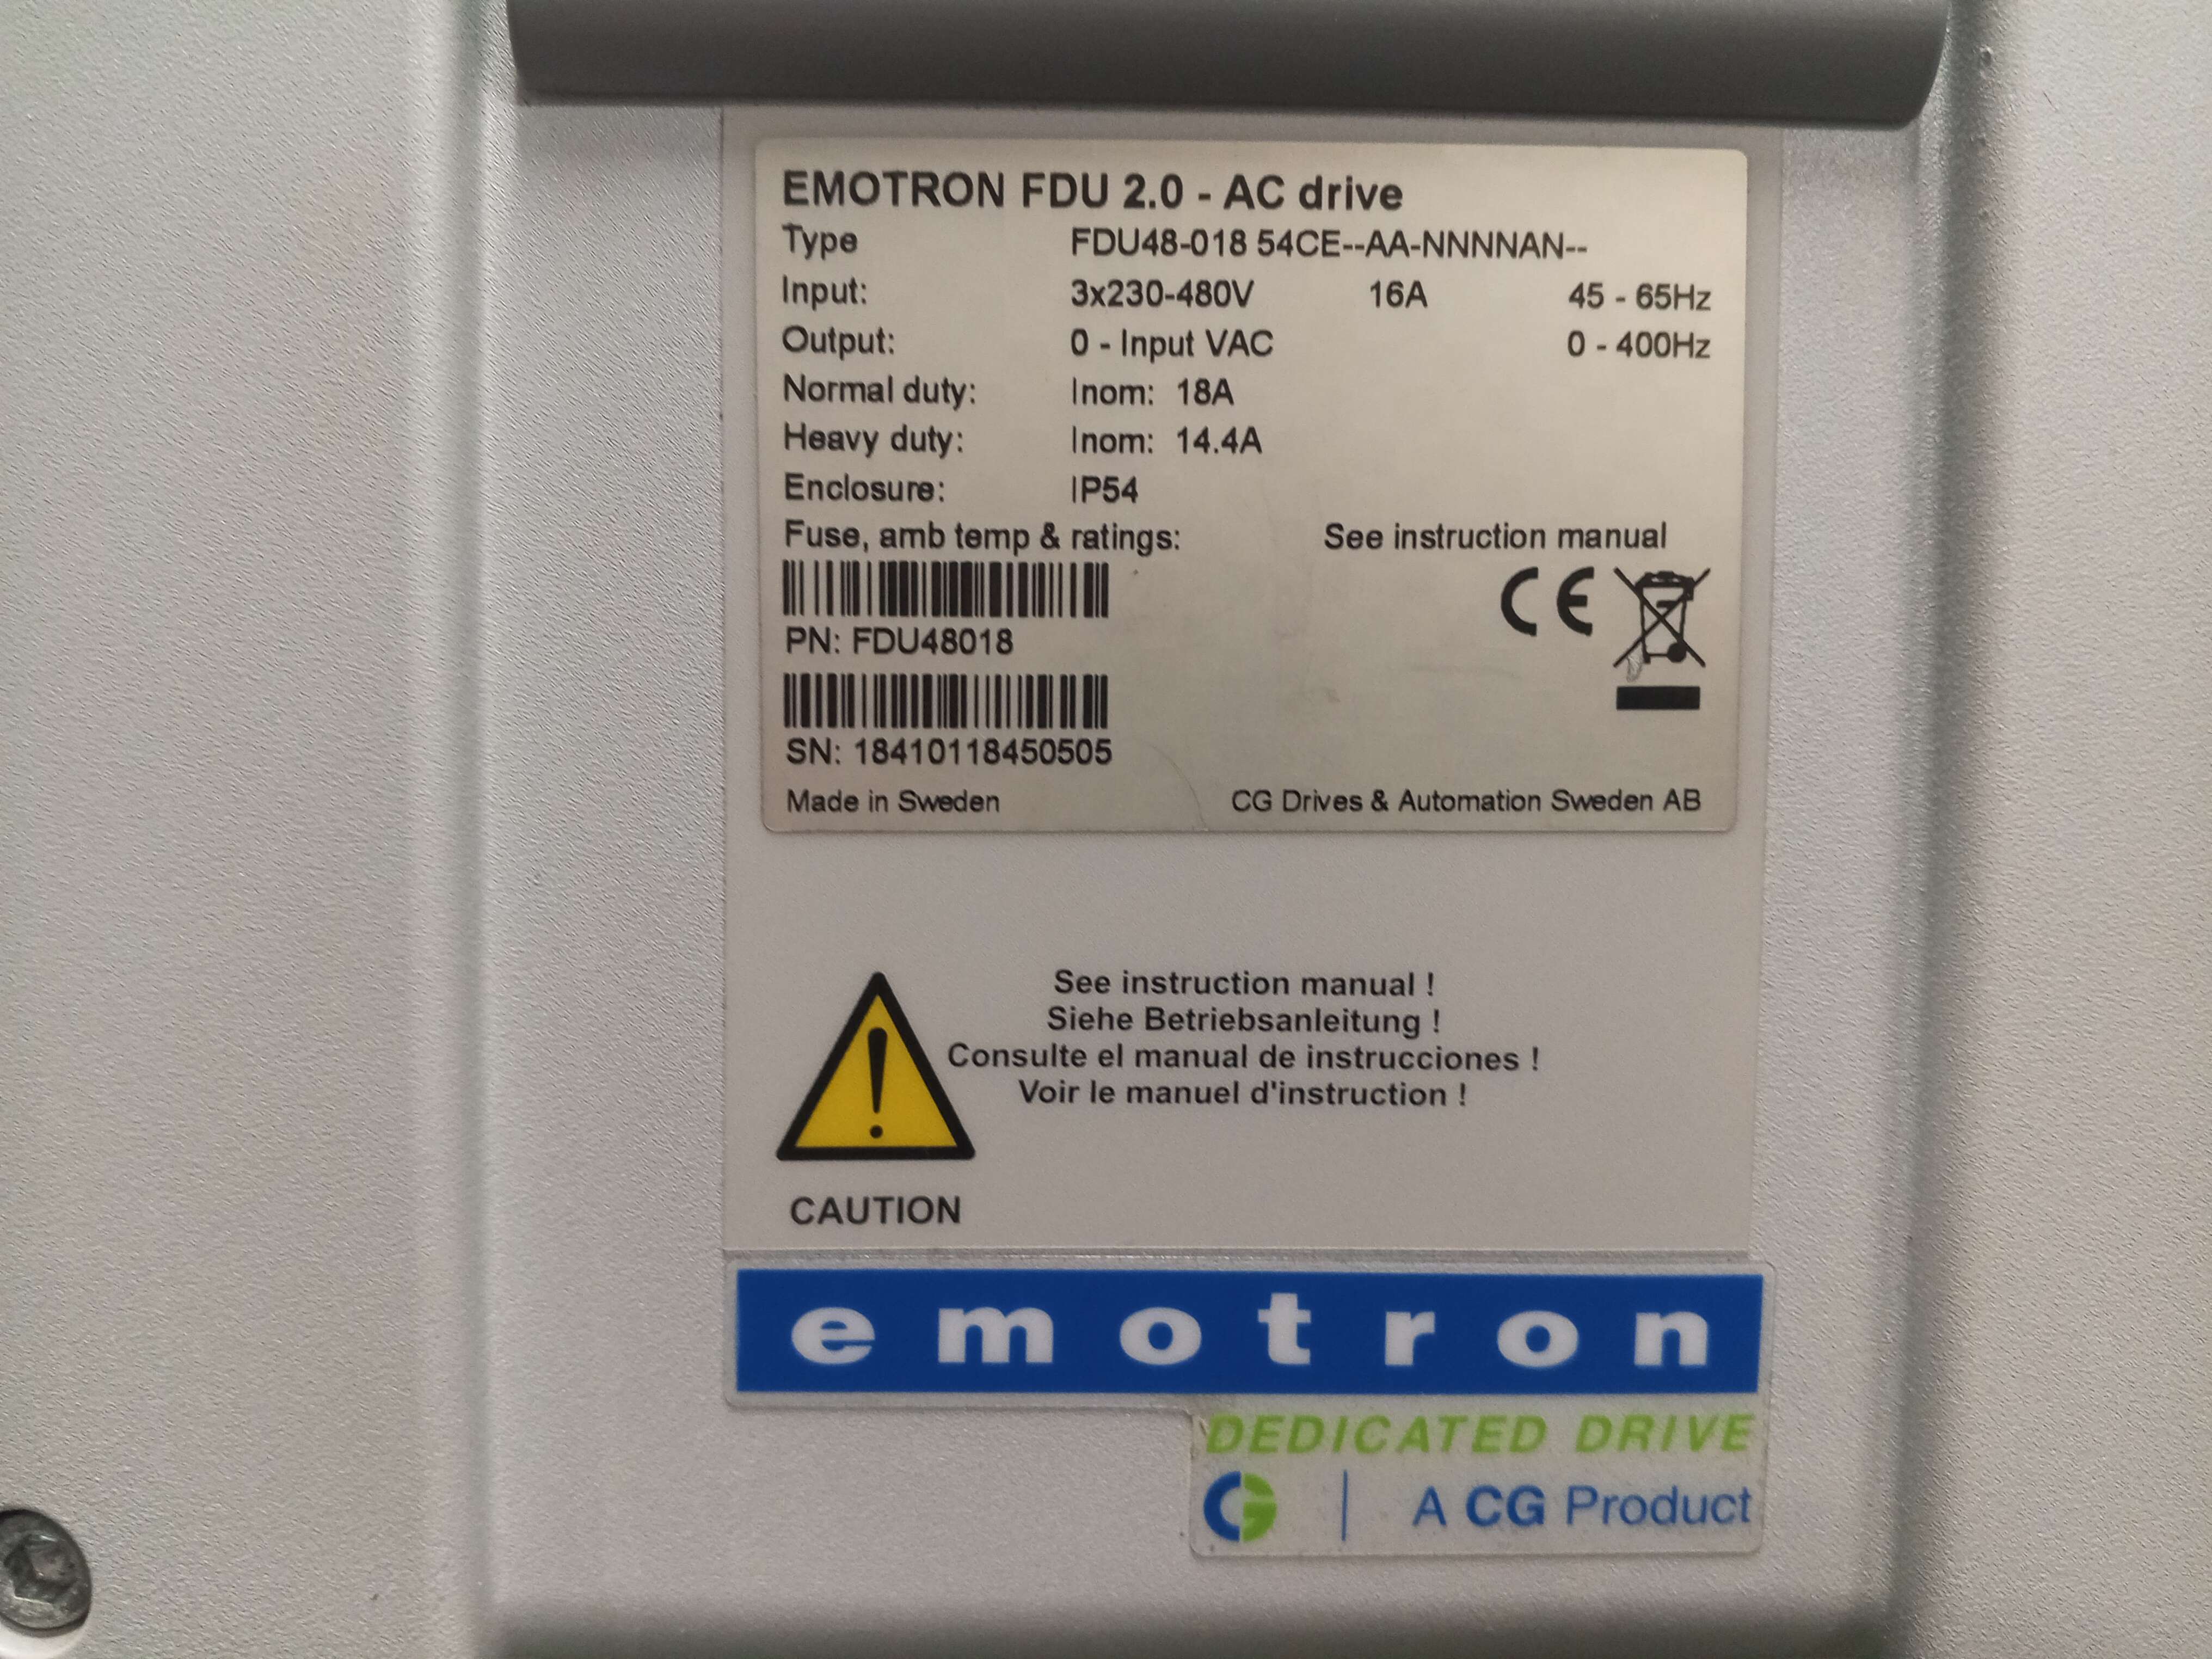 EMOTRON FDU 2.0 - AC drive
Type FDU48-018 54CE--AA-NNNNAN--
Input: 3x230-480V 16A 45 - 65Hz
Output: 0 - Input VAC 0 - 400Hz
Normal duty: Inom: 18A
Heavy duty: Inom: 14.4A
Enclosure: IP54
Fuse, amb temp & ratings: See instruction manual
CE
PN: FDU48018
SN: 18410118450505
Made in Sweden CG Drives & Automation Sweden AB
See instruction manual !
Siehe Betriebsanleitung !
Consulte el manual de instrucciones !
Voir le manuel d'instruction !
CAUTION
emotron
DEDICATED DRIVE
CG | A CG Product